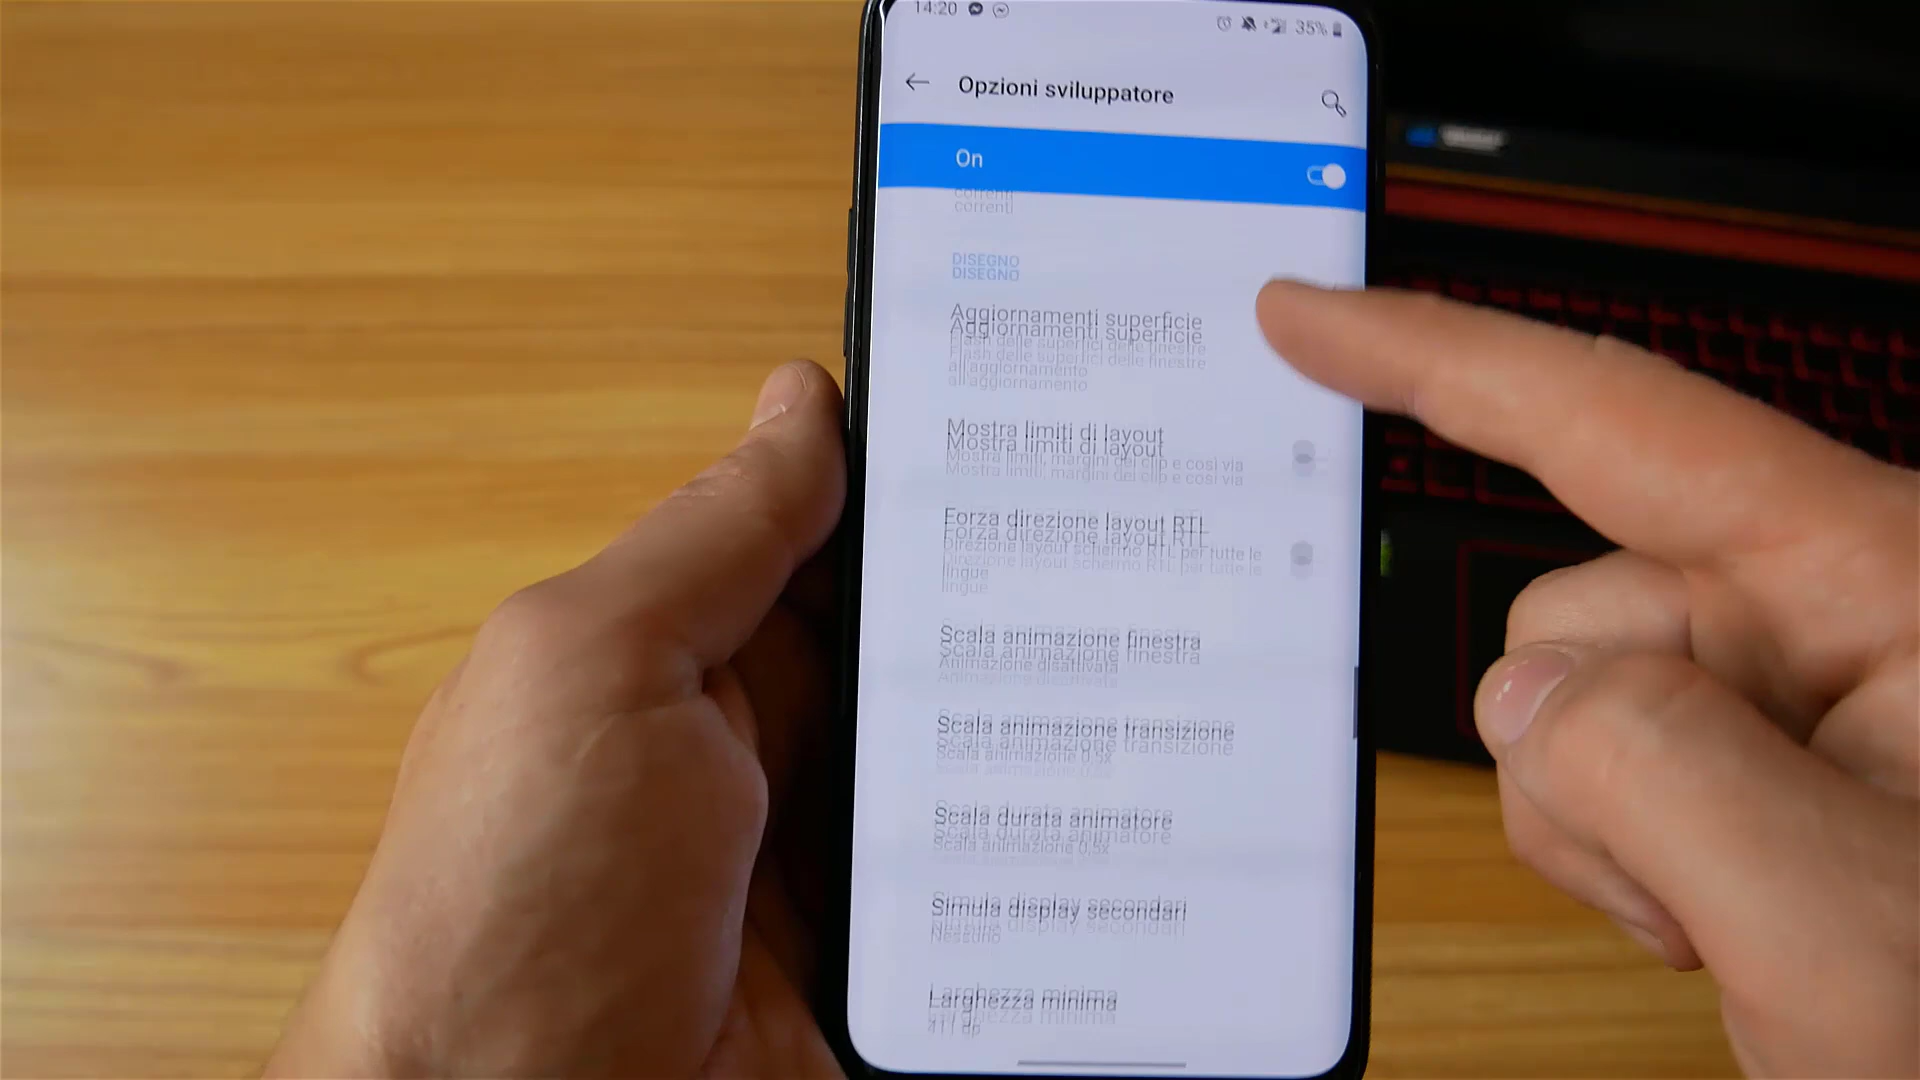 14:20
35%
Opzioni sviluppatore
On
correnti
DISEGNO
Aggiornamenti superficie
Flash delle superfici delle finestre
all'aggiornamento
Mostra limiti di layout
Mostra limiti, margini dei clip e così via
Forza direzione layout RTL
Direzione layout schermo RTL per tutte le
lingue
Scala animazione finestra
Animazione disattivata
Scala animazione transizione
Scala animazione 0,5x
Scala durata animatore
Scala animazione 0,5x
Simula display secondari
Nessuno
Larghezza minima
411 dp